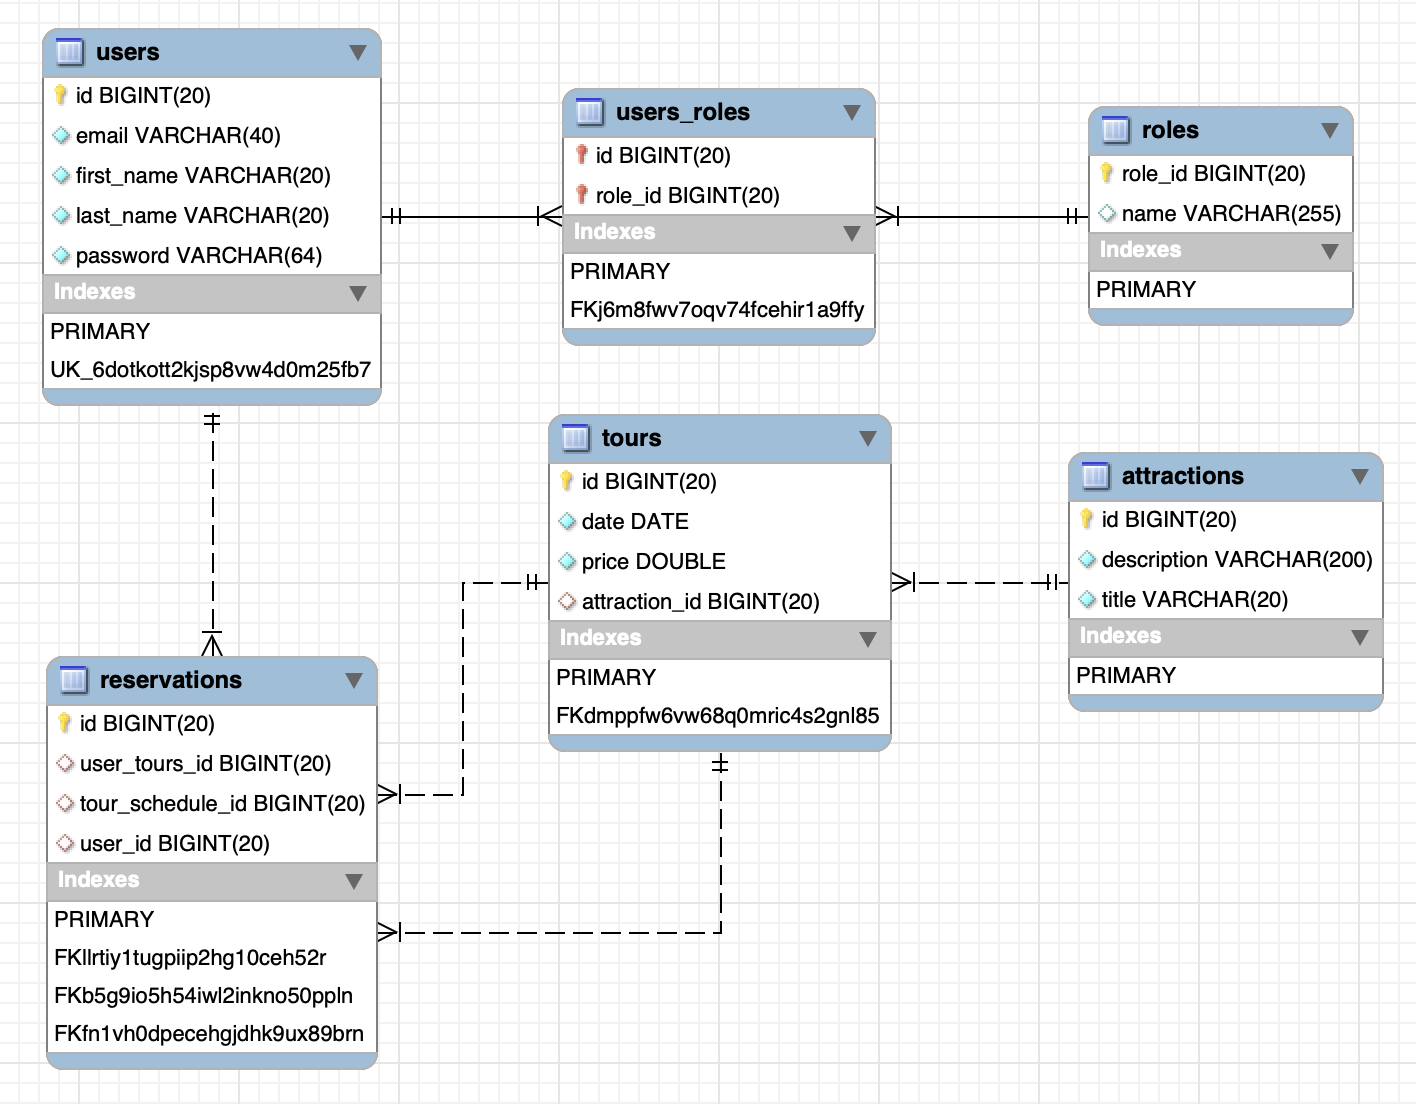 users
id BIGINT(20)
email VARCHAR(40)
first_name VARCHAR(20)
last_name VARCHAR(20)
password VARCHAR(64)
Indexes
PRIMARY
UK_6dotkott2kjsp8vw4d0m25fb7
users_roles
id BIGINT(20)
role_id BIGINT(20)
Indexes
PRIMARY
FKj6m8fwv7oqv74fcehir1a9ffy
roles
role_id BIGINT(20)
name VARCHAR(255)
Indexes
PRIMARY
tours
id BIGINT(20)
date DATE
price DOUBLE
attraction_id BIGINT(20)
Indexes
PRIMARY
FKdmppfw6vw68q0mric4s2gnl85
attractions
id BIGINT(20)
description VARCHAR(200)
title VARCHAR(20)
Indexes
PRIMARY
reservations
id BIGINT(20)
user_tours_id BIGINT(20)
tour_schedule_id BIGINT(20)
user_id BIGINT(20)
Indexes
PRIMARY
FKllrtiy1tugpiip2hg10ceh52r
FKb5g9io5h54iwl2inkno50ppln
FKfn1vh0dpecehgjdhk9ux89brn